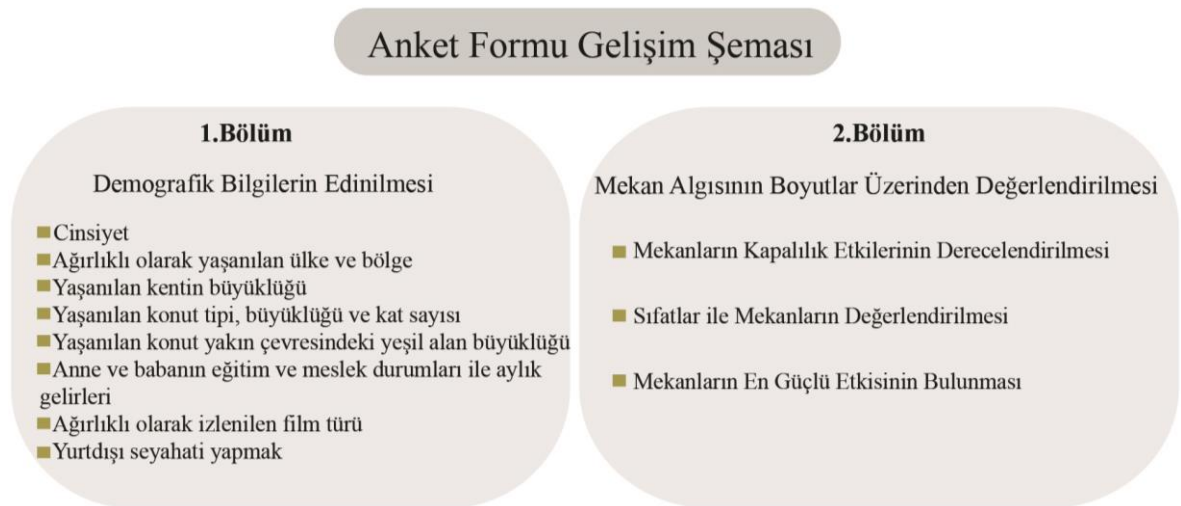 Anket Formu Gelişim Şeması
1.Bölüm
Demografik Bilgilerin Edinilmesi
Cinsiyet
Ağırlıklı olarak yaşanılan ülke ve bölge
Yaşanılan kentin büyüklüğü
Yaşanılan konut tipi, büyüklüğü ve kat sayısı
Yaşanılan konut yakın çevresindeki yeşil alan büyüklüğü
Anne ve babanın eğitim ve meslek durumları ile aylık
gelirleri
Ağırlıklı olarak izlenilen film türü
Yurtdışı seyahati yapmak
2.Bölüm
Mekan Algısının Boyutlar Üzerinden Değerlendirilmesi
Mekanların Kapalılık Etkilerinin Derecelendirilmesi
Sıfatlar ile Mekanların Değerlendirilmesi
Mekanların En Güçlü Etkisinin Bulunması